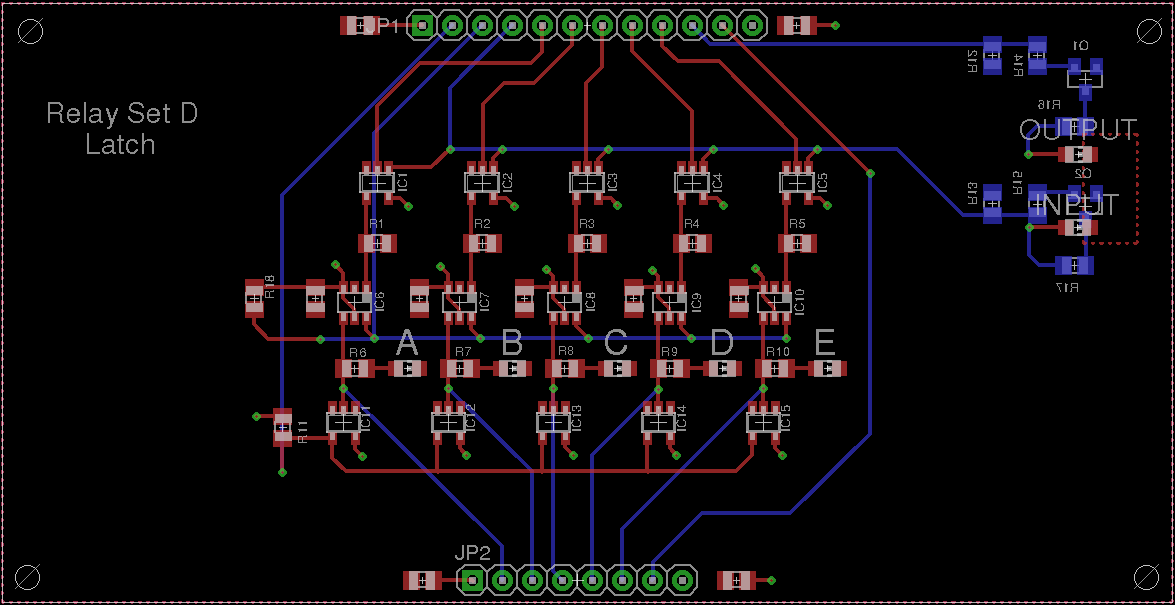 JP1
R12
R14
Q1
Relay Set D
Latch
R16
OUTPUT
IC1
IC2
IC3
IC4
IC5
Q2
R13
R15
INPUT
R1
R2
R3
R4
R5
R17
R18
IC6
IC7
IC8
IC9
IC10
A
B
C
D
E
R6
R7
R8
R9
R10
R11
IC11
IC12
IC13
IC14
IC15
JP2